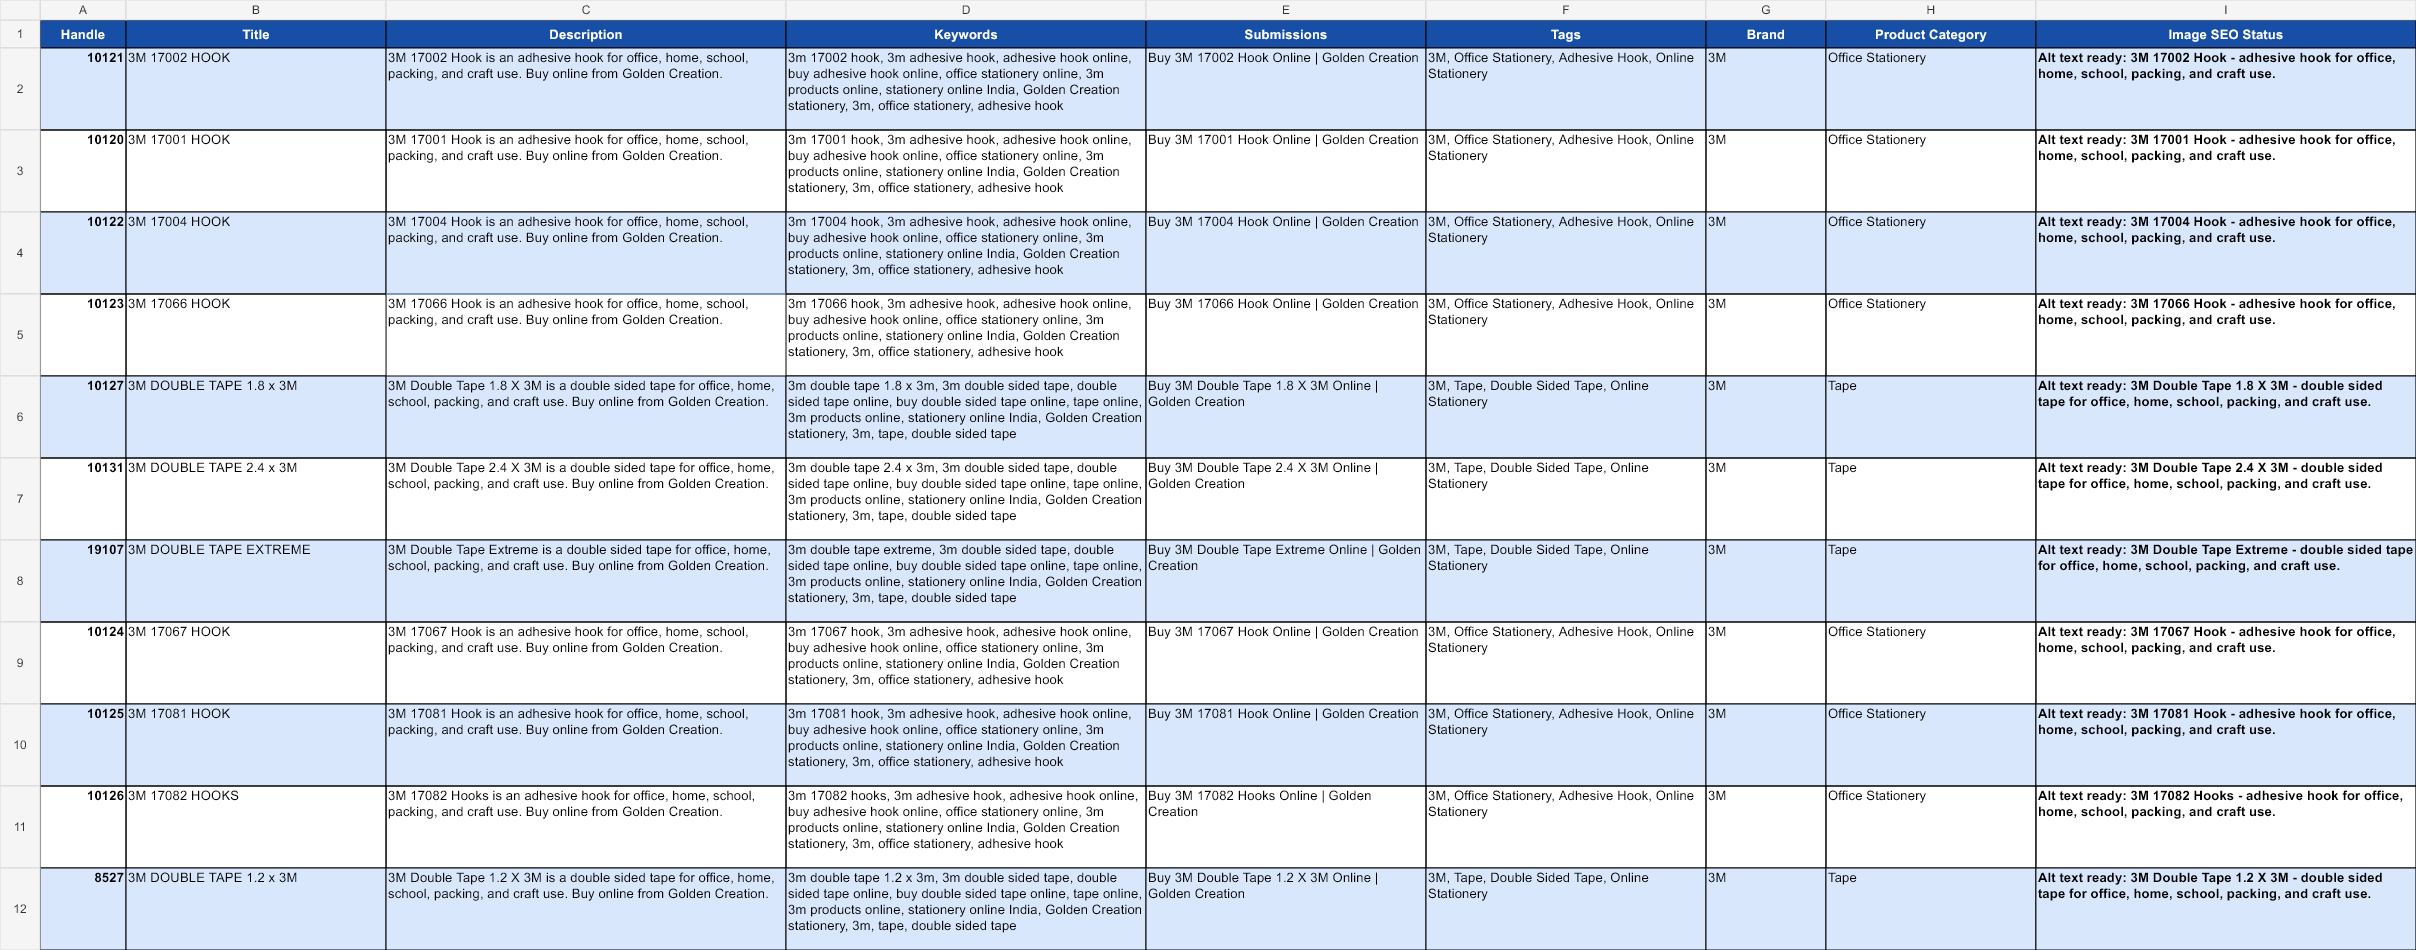 A B C D E F G H I
1 Handle Title Description Keywords Submissions Tags Brand Product Category Image SEO Status
2
10121
3M 17002 HOOK
3M 17002 Hook is an adhesive hook for office, home, school,
packing, and craft use. Buy online from Golden Creation.
3m 17002 hook, 3m adhesive hook, adhesive hook online,
buy adhesive hook online, office stationery online, 3m
products online, stationery online India, Golden Creation
stationery, 3m, office stationery, adhesive hook
Buy 3M 17002 Hook Online | Golden Creation
3M, Office Stationery, Adhesive Hook, Online
Stationery
3M
Office Stationery
Alt text ready: 3M 17002 Hook - adhesive hook for office,
home, school, packing, and craft use.
3
10120
3M 17001 HOOK
3M 17001 Hook is an adhesive hook for office, home, school,
packing, and craft use. Buy online from Golden Creation.
3m 17001 hook, 3m adhesive hook, adhesive hook online,
buy adhesive hook online, office stationery online, 3m
products online, stationery online India, Golden Creation
stationery, 3m, office stationery, adhesive hook
Buy 3M 17001 Hook Online | Golden Creation
3M, Office Stationery, Adhesive Hook, Online
Stationery
3M
Office Stationery
Alt text ready: 3M 17001 Hook - adhesive hook for office,
home, school, packing, and craft use.
4
10122
3M 17004 HOOK
3M 17004 Hook is an adhesive hook for office, home, school,
packing, and craft use. Buy online from Golden Creation.
3m 17004 hook, 3m adhesive hook, adhesive hook online,
buy adhesive hook online, office stationery online, 3m
products online, stationery online India, Golden Creation
stationery, 3m, office stationery, adhesive hook
Buy 3M 17004 Hook Online | Golden Creation
3M, Office Stationery, Adhesive Hook, Online
Stationery
3M
Office Stationery
Alt text ready: 3M 17004 Hook - adhesive hook for office,
home, school, packing, and craft use.
5
10123
3M 17066 HOOK
3M 17066 Hook is an adhesive hook for office, home, school,
packing, and craft use. Buy online from Golden Creation.
3m 17066 hook, 3m adhesive hook, adhesive hook online,
buy adhesive hook online, office stationery online, 3m
products online, stationery online India, Golden Creation
stationery, 3m, office stationery, adhesive hook
Buy 3M 17066 Hook Online | Golden Creation
3M, Office Stationery, Adhesive Hook, Online
Stationery
3M
Office Stationery
Alt text ready: 3M 17066 Hook - adhesive hook for office,
home, school, packing, and craft use.
6
10127
3M DOUBLE TAPE 1.8 x 3M
3M Double Tape 1.8 X 3M is a double sided tape for office, home,
school, packing, and craft use. Buy online from Golden Creation.
3m double tape 1.8 x 3m, 3m double sided tape, double
sided tape online, buy double sided tape online, tape online,
3m products online, stationery online India, Golden Creation
stationery, 3m, tape, double sided tape
Buy 3M Double Tape 1.8 X 3M Online |
Golden Creation
3M, Tape, Double Sided Tape, Online
Stationery
3M
Tape
Alt text ready: 3M Double Tape 1.8 X 3M - double sided
tape for office, home, school, packing, and craft use.
7
10131
3M DOUBLE TAPE 2.4 x 3M
3M Double Tape 2.4 X 3M is a double sided tape for office, home,
school, packing, and craft use. Buy online from Golden Creation.
3m double tape 2.4 x 3m, 3m double sided tape, double
sided tape online, buy double sided tape online, tape online,
3m products online, stationery online India, Golden Creation
stationery, 3m, tape, double sided tape
Buy 3M Double Tape 2.4 X 3M Online |
Golden Creation
3M, Tape, Double Sided Tape, Online
Stationery
3M
Tape
Alt text ready: 3M Double Tape 2.4 X 3M - double sided
tape for office, home, school, packing, and craft use.
8
19107
3M DOUBLE TAPE EXTREME
3M Double Tape Extreme is a double sided tape for office, home,
school, packing, and craft use. Buy online from Golden Creation.
3m double tape extreme, 3m double sided tape, double
sided tape online, buy double sided tape online, tape online,
3m products online, stationery online India, Golden Creation
stationery, 3m, tape, double sided tape
Buy 3M Double Tape Extreme Online | Golden
Creation
3M, Tape, Double Sided Tape, Online
Stationery
3M
Tape
Alt text ready: 3M Double Tape Extreme - double sided tape
for office, home, school, packing, and craft use.
9
10124
3M 17067 HOOK
3M 17067 Hook is an adhesive hook for office, home, school,
packing, and craft use. Buy online from Golden Creation.
3m 17067 hook, 3m adhesive hook, adhesive hook online,
buy adhesive hook online, office stationery online, 3m
products online, stationery online India, Golden Creation
stationery, 3m, office stationery, adhesive hook
Buy 3M 17067 Hook Online | Golden Creation
3M, Office Stationery, Adhesive Hook, Online
Stationery
3M
Office Stationery
Alt text ready: 3M 17067 Hook - adhesive hook for office,
home, school, packing, and craft use.
10
10125
3M 17081 HOOK
3M 17081 Hook is an adhesive hook for office, home, school,
packing, and craft use. Buy online from Golden Creation.
3m 17081 hook, 3m adhesive hook, adhesive hook online,
buy adhesive hook online, office stationery online, 3m
products online, stationery online India, Golden Creation
stationery, 3m, office stationery, adhesive hook
Buy 3M 17081 Hook Online | Golden Creation
3M, Office Stationery, Adhesive Hook, Online
Stationery
3M
Office Stationery
Alt text ready: 3M 17081 Hook - adhesive hook for office,
home, school, packing, and craft use.
11
10126
3M 17082 HOOKS
3M 17082 Hooks is an adhesive hook for office, home, school,
packing, and craft use. Buy online from Golden Creation.
3m 17082 hooks, 3m adhesive hook, adhesive hook online,
buy adhesive hook online, office stationery online, 3m
products online, stationery online India, Golden Creation
stationery, 3m, office stationery, adhesive hook
Buy 3M 17082 Hooks Online | Golden
Creation
3M, Office Stationery, Adhesive Hook, Online
Stationery
3M
Office Stationery
Alt text ready: 3M 17082 Hooks - adhesive hook for office,
home, school, packing, and craft use.
12
8527
3M DOUBLE TAPE 1.2 x 3M
3M Double Tape 1.2 X 3M is a double sided tape for office, home,
school, packing, and craft use. Buy online from Golden Creation.
3m double tape 1.2 x 3m, 3m double sided tape, double
sided tape online, buy double sided tape online, tape online,
3m products online, stationery online India, Golden Creation
stationery, 3m, tape, double sided tape
Buy 3M Double Tape 1.2 X 3M Online |
Golden Creation
3M, Tape, Double Sided Tape, Online
Stationery
3M
Tape
Alt text ready: 3M Double Tape 1.2 X 3M - double sided
tape for office, home, school, packing, and craft use.